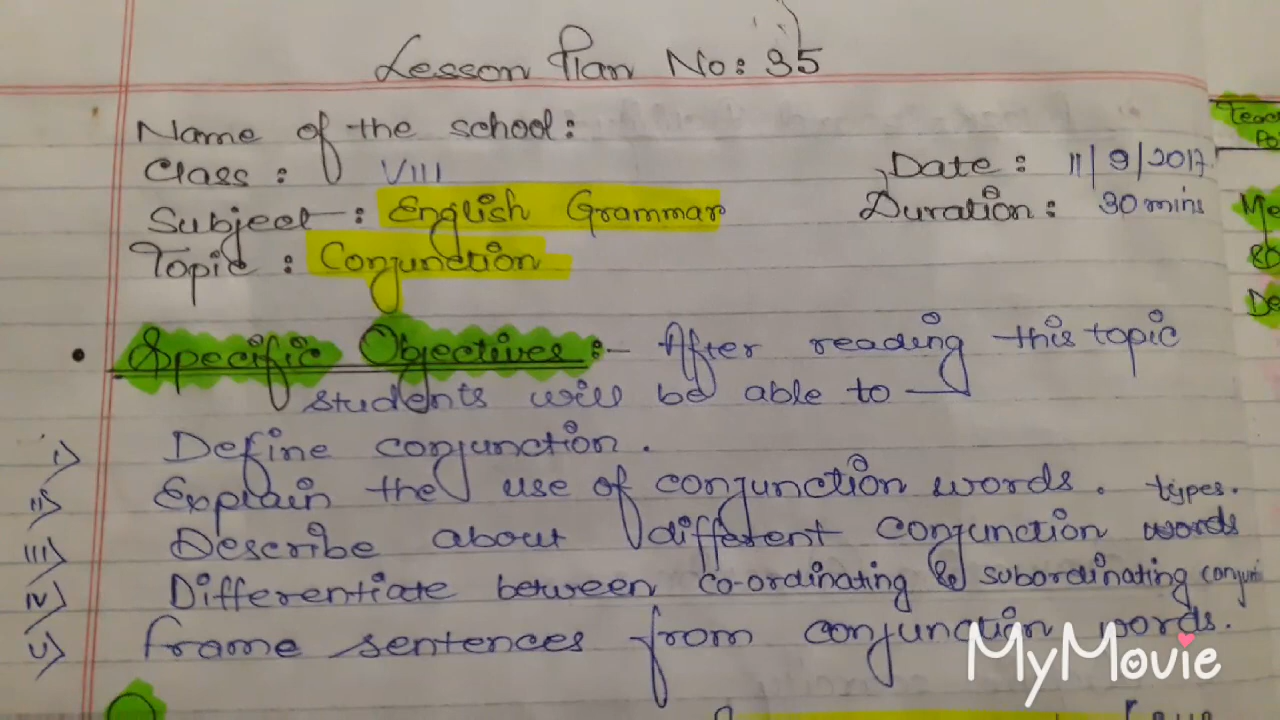 Lesson Plan No: 35
Name of the school:
Class: VIII
Date: 11/9/2017
Subject: English Grammar
Duration: 30 mins
Topic: Conjunction
• Specific Objectives:- After reading this topic
students will be able to —
i) Define conjunction.
ii) Explain the use of conjunction words. types.
iii) Describe about different conjunction words
iv) Differentiate between co-ordinating & subordinating conjun
v) frame sentences from conjunction words.
MyMovie